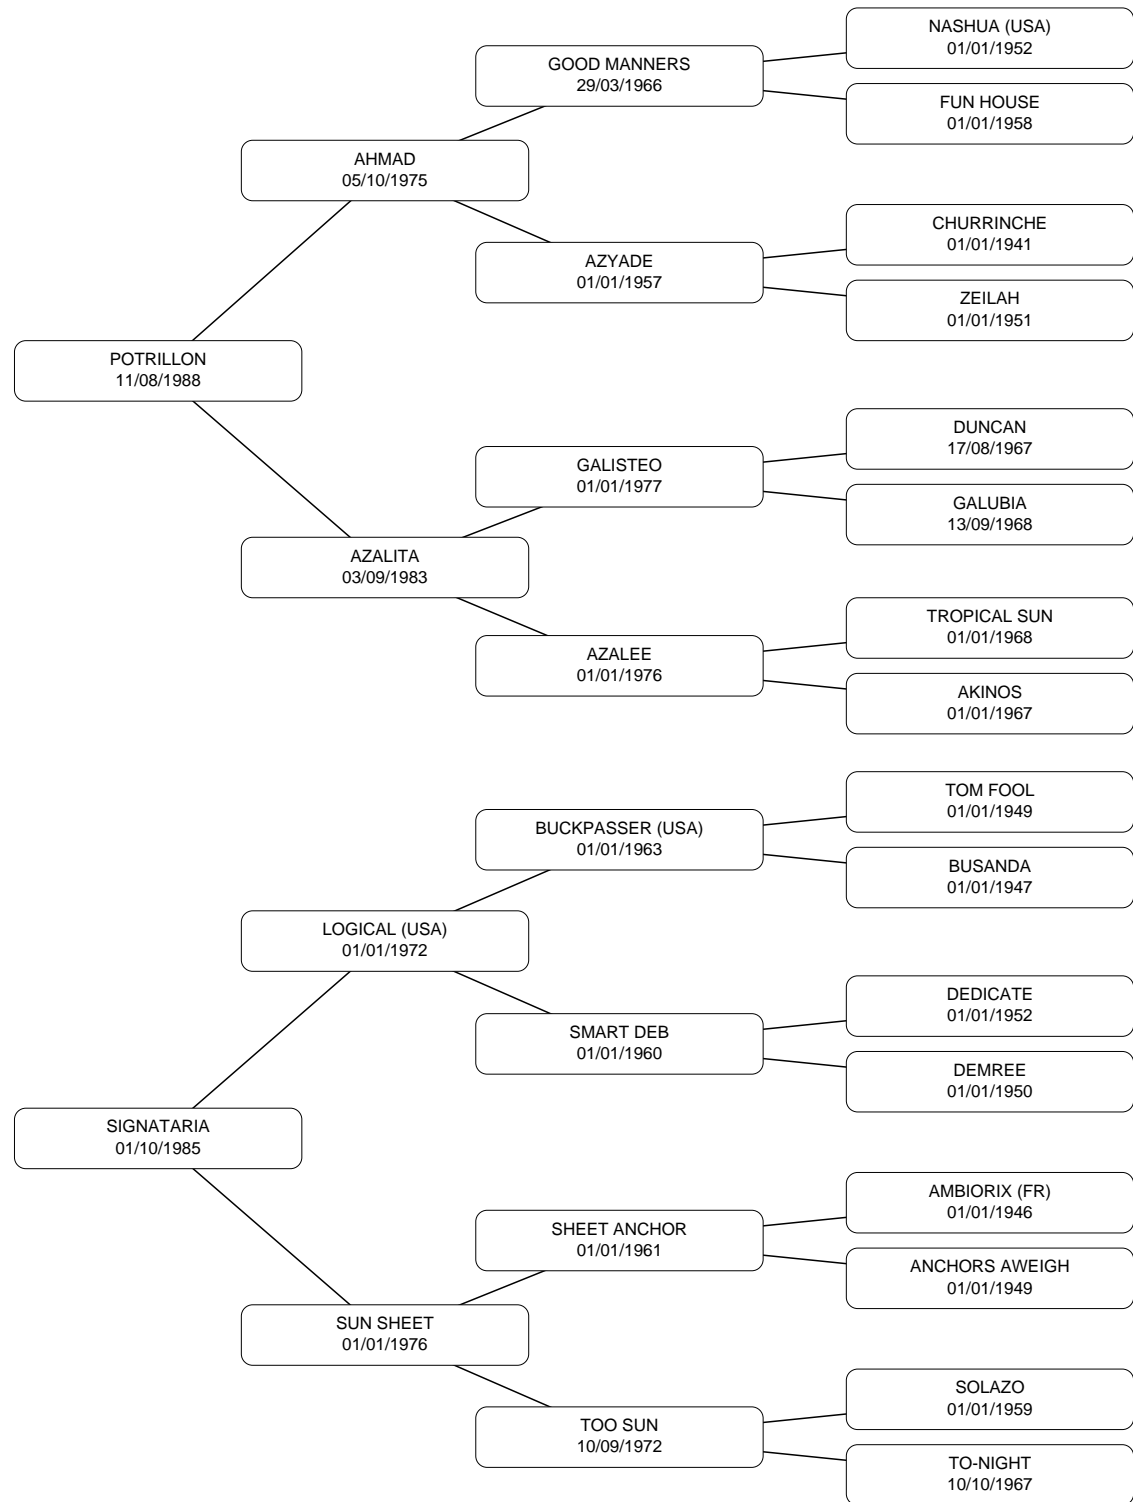 NASHUA (USA)
01/01/1952
GOOD MANNERS
29/03/1966
FUN HOUSE
01/01/1958
AHMAD
05/10/1975
CHURRINCHE
01/01/1941
AZYADE
01/01/1957
ZEILAH
01/01/1951
POTRILLON
11/08/1988
DUNCAN
17/08/1967
GALISTEO
01/01/1977
GALUBIA
13/09/1968
AZALITA
03/09/1983
TROPICAL SUN
01/01/1968
AZALEE
01/01/1976
AKINOS
01/01/1967
TOM FOOL
01/01/1949
BUCKPASSER (USA)
01/01/1963
BUSANDA
01/01/1947
LOGICAL (USA)
01/01/1972
DEDICATE
01/01/1952
SMART DEB
01/01/1960
DEMREE
01/01/1950
SIGNATARIA
01/10/1985
AMBIORIX (FR)
01/01/1946
SHEET ANCHOR
01/01/1961
ANCHORS AWEIGH
01/01/1949
SUN SHEET
01/01/1976
SOLAZO
01/01/1959
TOO SUN
10/09/1972
TO-NIGHT
10/10/1967